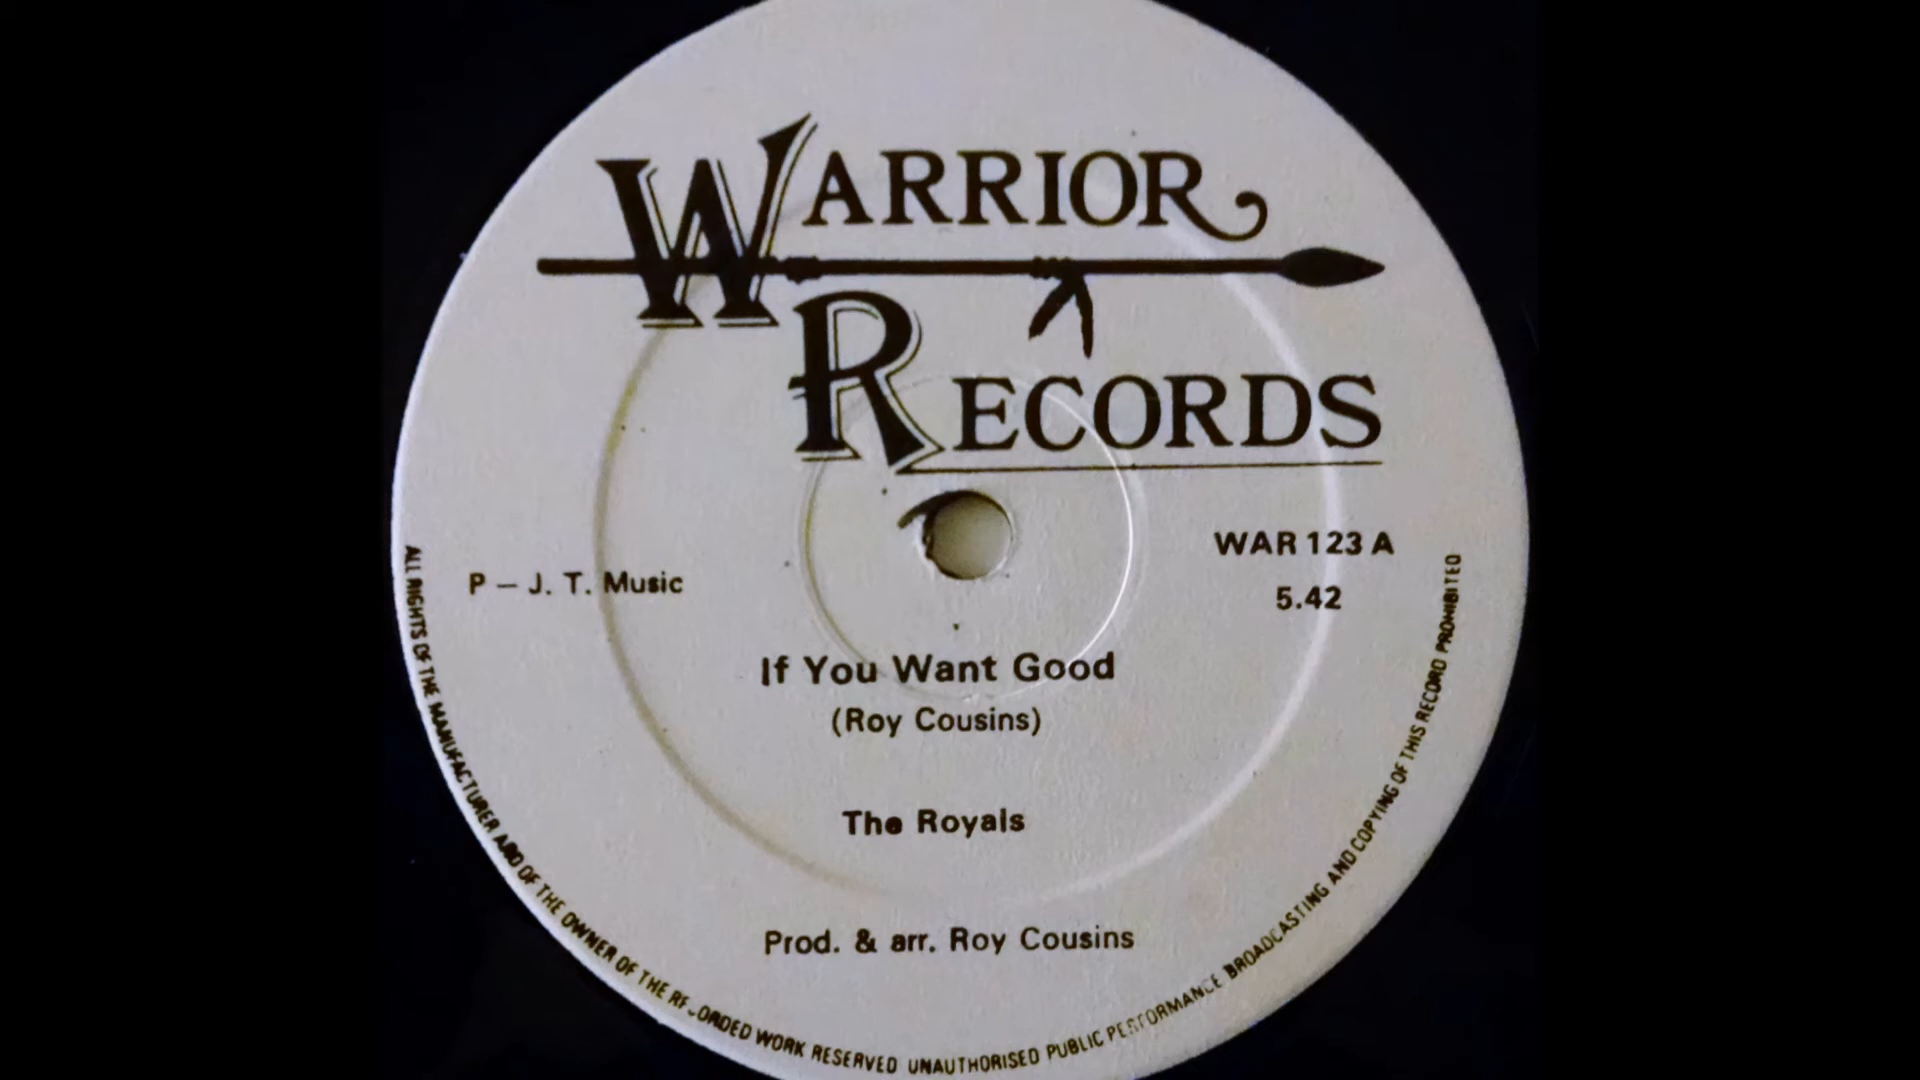 WARRIOR
RECORDS
WAR 123 A
P — J. T. Music
5.42
If You Want Good
(Roy Cousins)
The Royals
Prod. & arr. Roy Cousins
ALL RIGHTS OF THE MANUFACTURER AND OF THE OWNER OF THE RECORDED WORK RESERVED UNAUTHORISED PUBLIC PERFORMANCE BROADCASTING AND COPYING OF THIS RECORD PROHIBITED